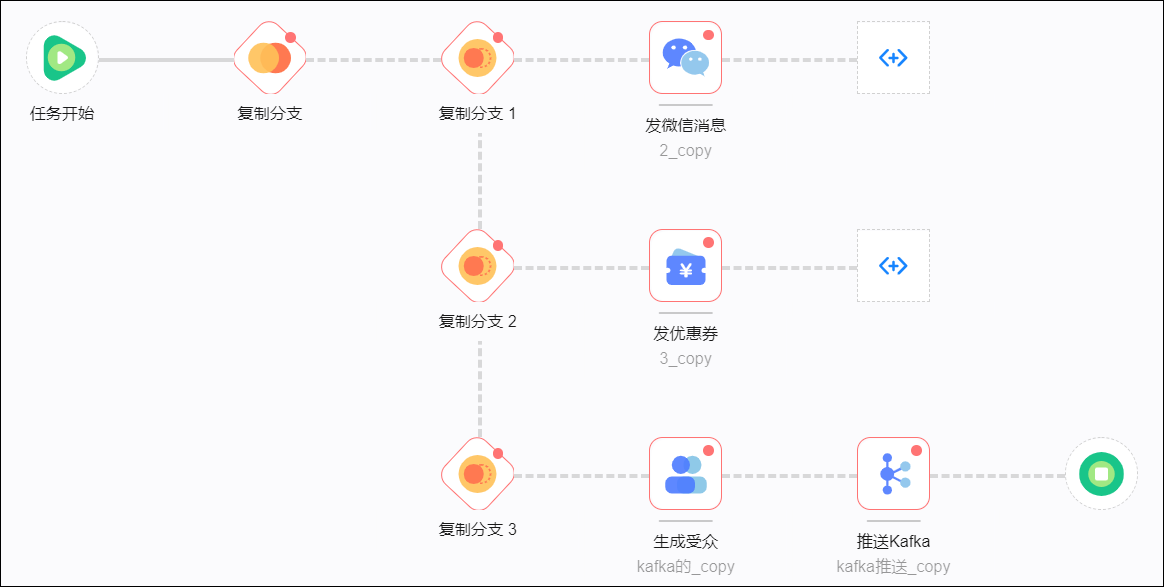 任务开始
复制分支
复制分支 1
发微信消息
2_copy
复制分支 2
¥
发优惠券
3_copy
复制分支 3
生成受众
kafka的_copy
推送Kafka
kafka推送_copy